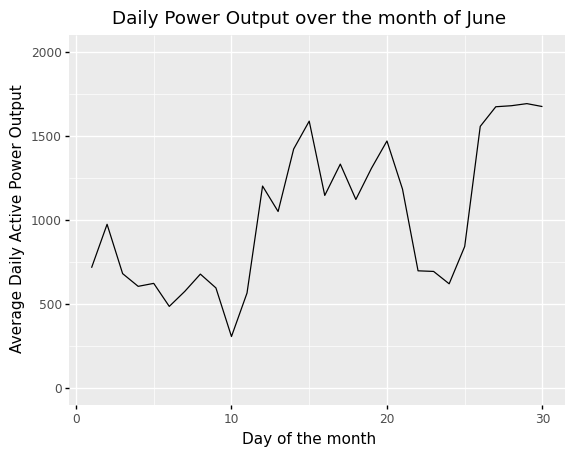 Daily Power Output over the month of June
2000
1500
1000
500
0
Average Daily Active Power Output
0 10 20 30
Day of the month